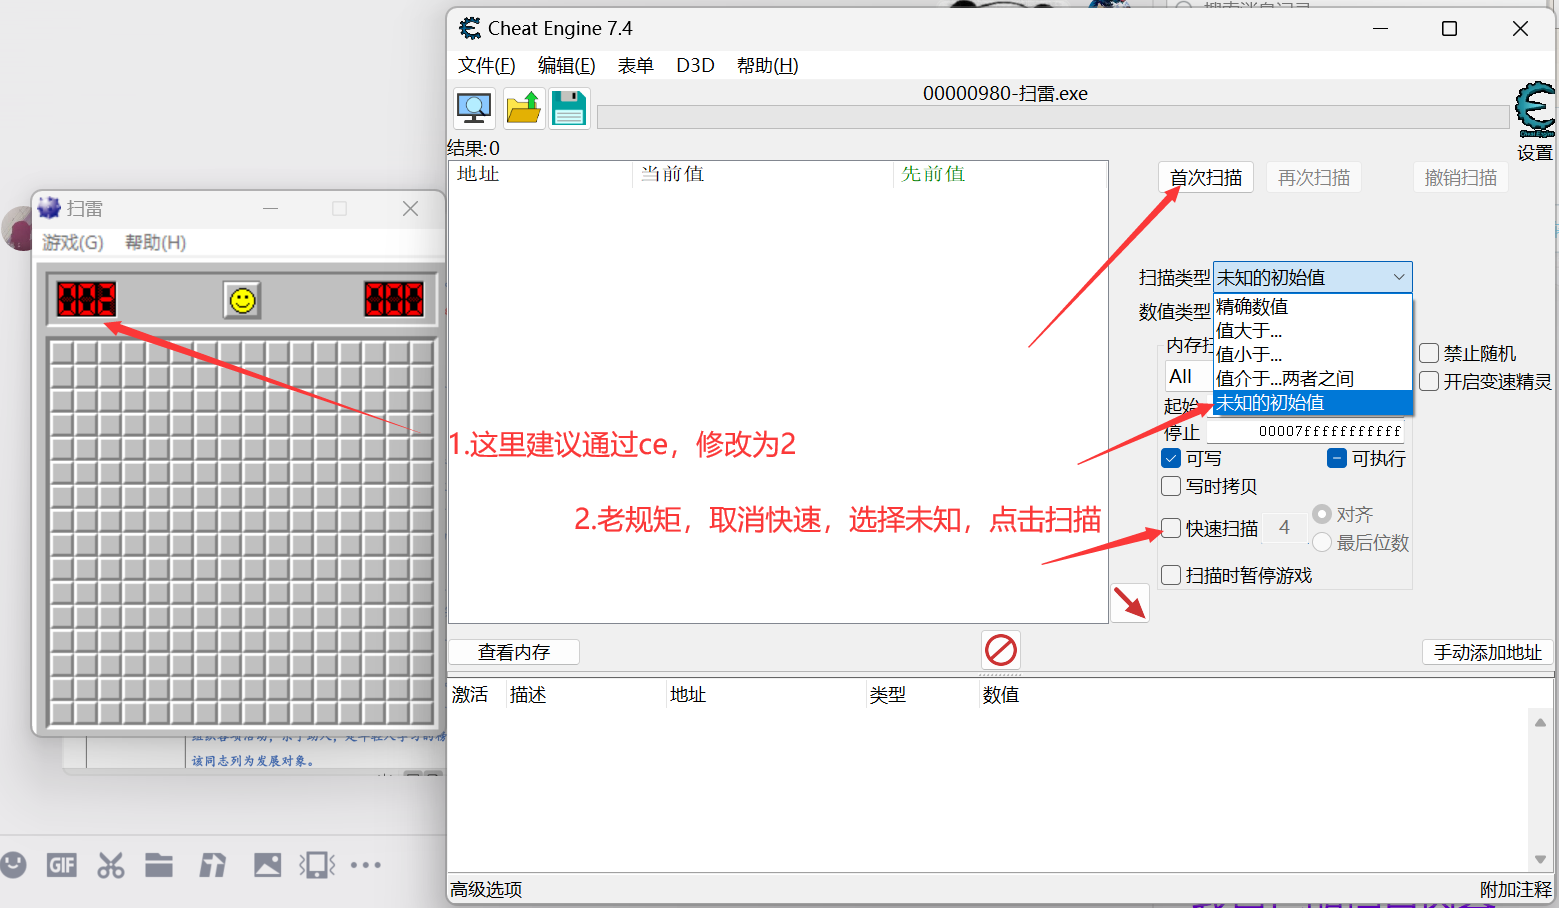 Cheat Engine 7.4
文件(F) 编辑(E) 表单 D3D 帮助(H)
00000980-扫雷.exe
Cheat Engine
设置
结果:0
地址 当前值 先前值
首次扫描 再次扫描 撤销扫描
扫描类型 未知的初始值
精确数值
值大于...
值小于...
值介于...两者之间
未知的初始值
数值类型
内存扫
All
起始
停止 00007fffffffffff
可写 可执行
写时拷贝
快速扫描 4 对齐
最后位数
扫描时暂停游戏
禁止随机
开启变速精灵
扫雷
游戏(G) 帮助(H)
002 000
1.这里建议通过ce，修改为2
2.老规矩，取消快速，选择未知，点击扫描
查看内存 手动添加地址
激活 描述 地址 类型 数值
该同志列为发展对象。
GIF
高级选项 附加注释